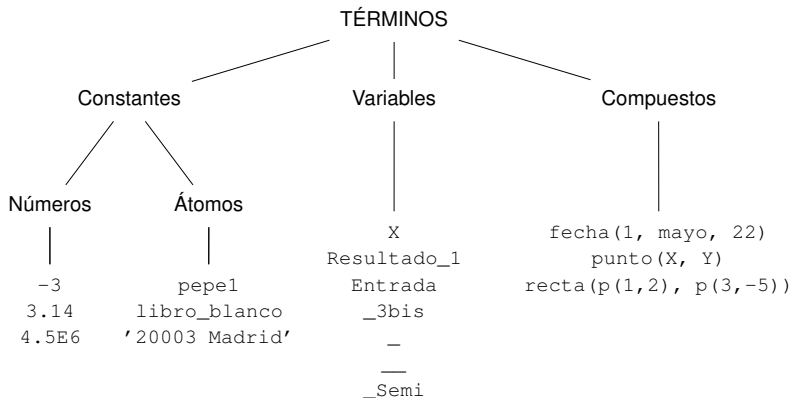 TÉRMINOS
Constantes Variables Compuestos
Números Átomos
X fecha(1, mayo, 22)
Resultado_1 punto(X, Y)
-3 pepe1 Entrada recta(p(1,2), p(3,-5))
3.14 libro_blanco _3bis
4.5E6 ’20003 Madrid’ _
__
_Semi